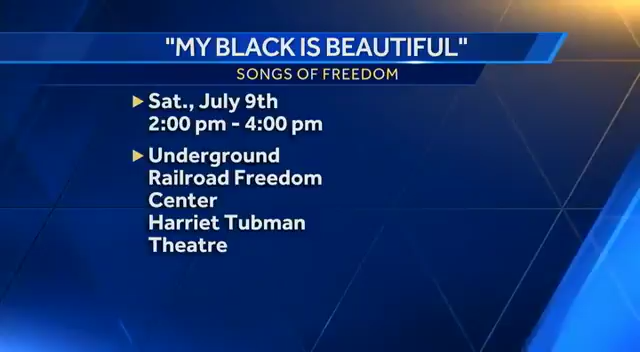 "MY BLACK IS BEAUTIFUL"
SONGS OF FREEDOM
Sat., July 9th
2:00 pm - 4:00 pm
Underground
Railroad Freedom
Center
Harriet Tubman
Theatre